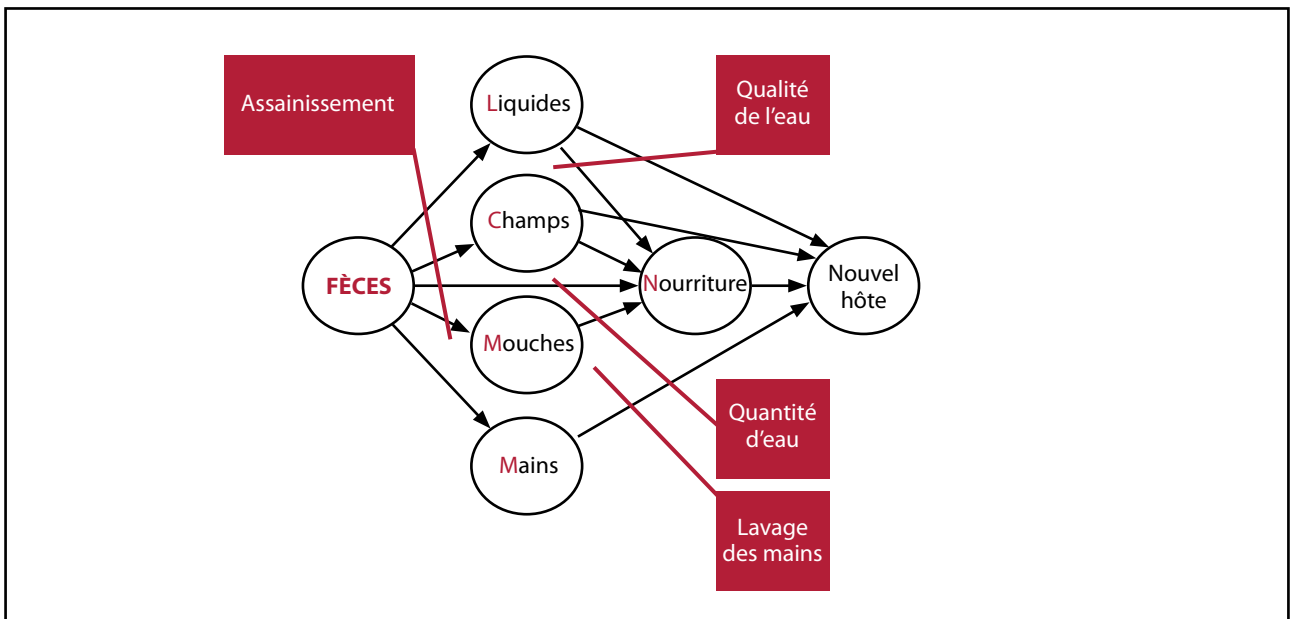 Assainissement
Liquides
Qualité
de l’eau
Champs
FÈCES
Nourriture
Nouvel
hôte
Mouches
Quantité
d’eau
Mains
Lavage
des mains